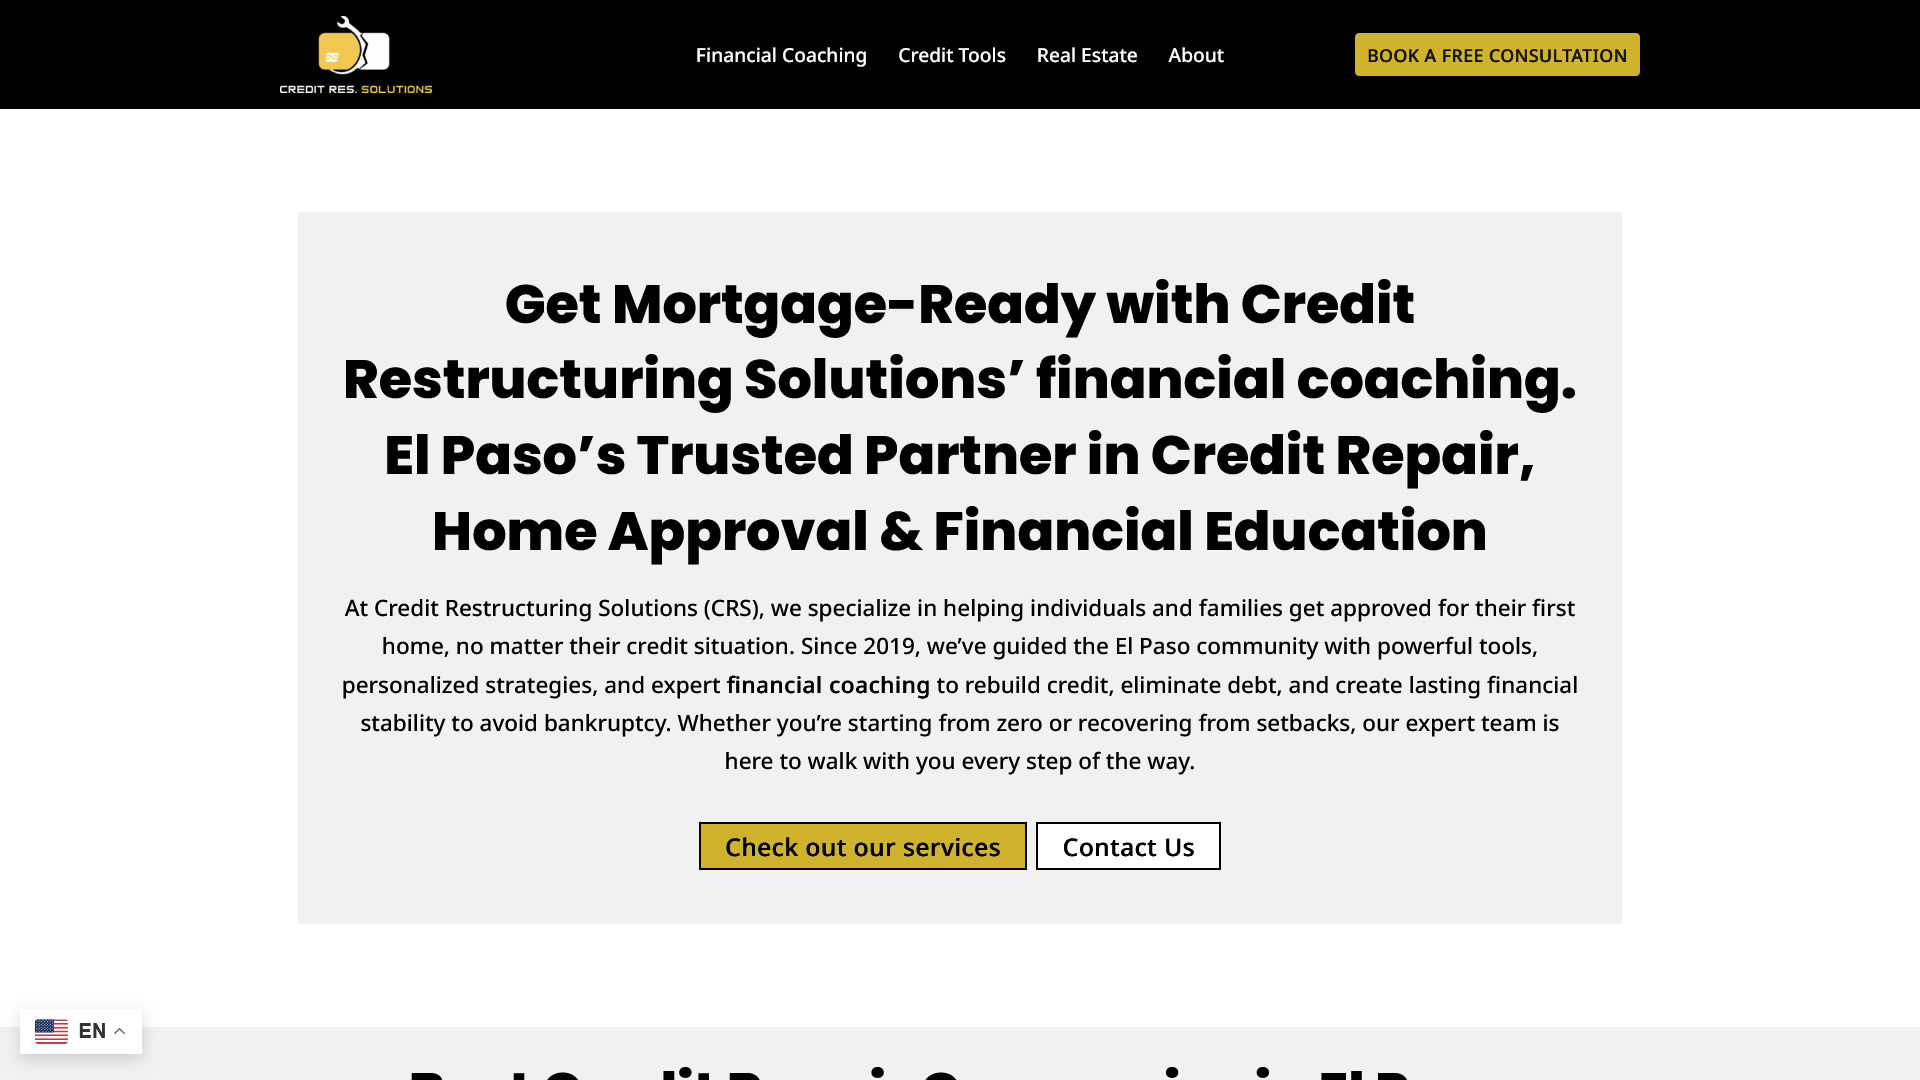 CREDIT RES. SOLUTIONS
Financial Coaching
Credit Tools
Real Estate
About
BOOK A FREE CONSULTATION
Get Mortgage-Ready with Credit
Restructuring Solutions’ financial coaching.
El Paso’s Trusted Partner in Credit Repair,
Home Approval & Financial Education
At Credit Restructuring Solutions (CRS), we specialize in helping individuals and families get approved for their first
home, no matter their credit situation. Since 2019, we’ve guided the El Paso community with powerful tools,
personalized strategies, and expert financial coaching to rebuild credit, eliminate debt, and create lasting financial
stability to avoid bankruptcy. Whether you’re starting from zero or recovering from setbacks, our expert team is
here to walk with you every step of the way.
Check out our services
Contact Us
EN